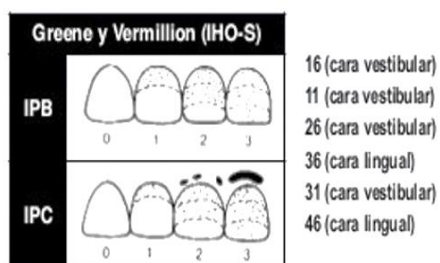 Greene y Vermillion (IHO-S)
IPB
0 1 2 3
IPC
0 1 2 3
16 (cara vestibular)
11 (cara vestibular)
26 (cara vestibular)
36 (cara lingual)
31 (cara vestibular)
46 (cara lingual)